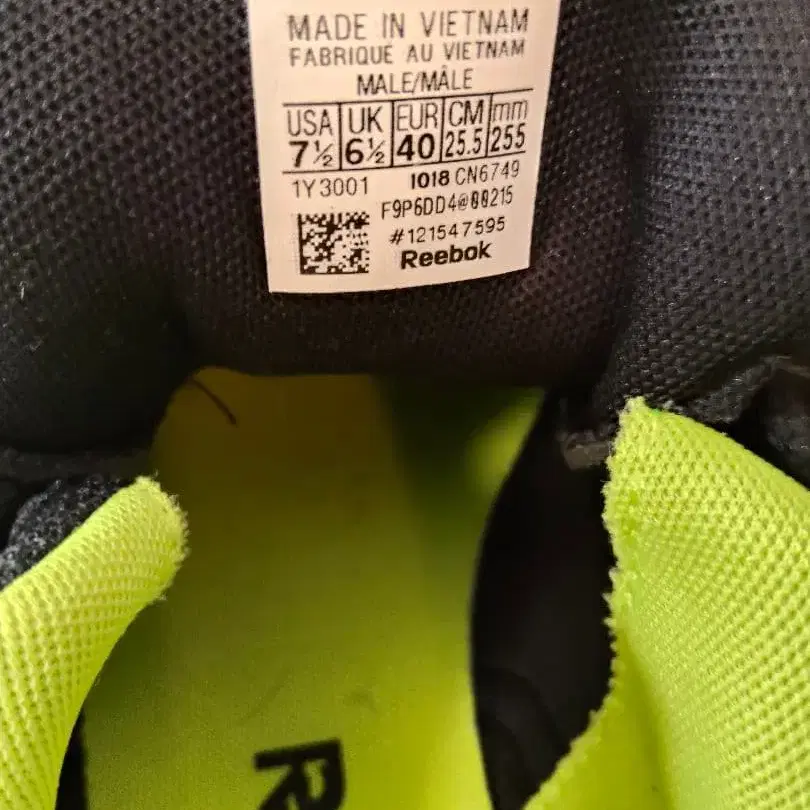 MADE IN VIETNAM
FABRIQUE AU VIETNAM
MALE/MÂLE
USA UK EUR CM mm
7½ 6½ 40 25.5 255
1Y3001 1018 CN6749
F9P6DD4@00215
#121547595
Reebok
R